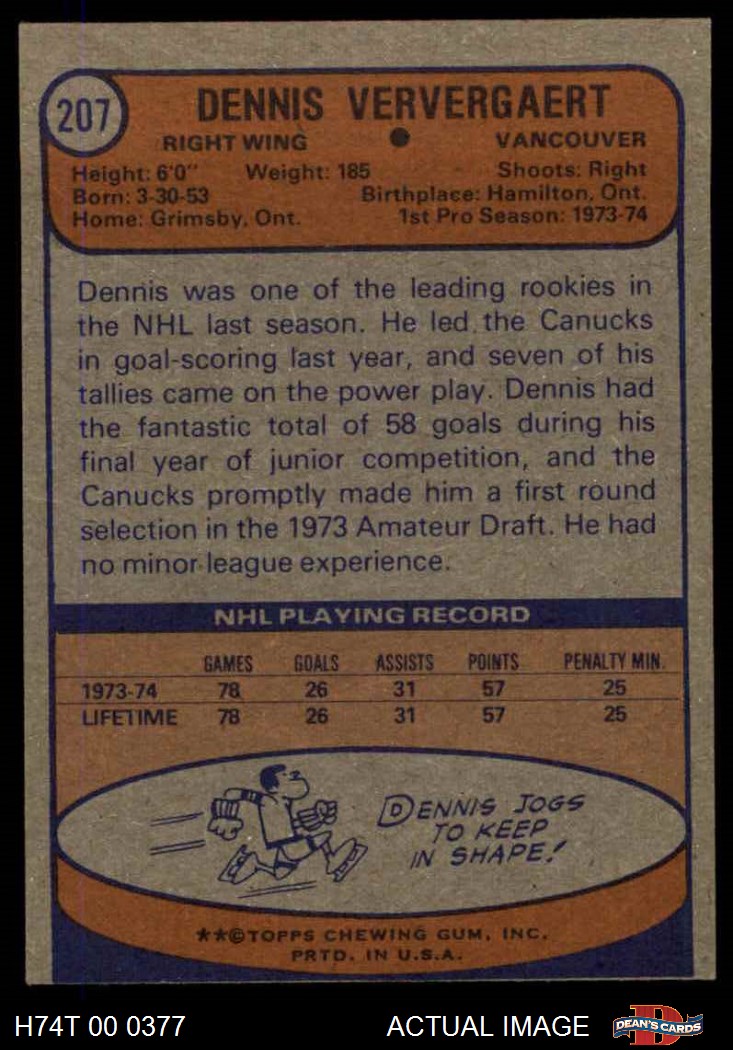 207
DENNIS VERVERGAERT
RIGHT WING ● VANCOUVER
Height: 6'0" Weight: 185 Shoots: Right
Born: 3-30-53 Birthplace: Hamilton, Ont.
Home: Grimsby, Ont. 1st Pro Season: 1973-74
Dennis was one of the leading rookies in
the NHL last season. He led the Canucks
in goal-scoring last year, and seven of his
tallies came on the power play. Dennis had
the fantastic total of 58 goals during his
final year of junior competition, and the
Canucks promptly made him a first round
selection in the 1973 Amateur Draft. He had
no minor league experience.
NHL PLAYING RECORD
GAMES GOALS ASSISTS POINTS PENALTY MIN.
1973-74 78 26 31 57 25
LIFETIME 78 26 31 57 25
DENNIS JOGS
TO KEEP
IN SHAPE!
**©TOPPS CHEWING GUM, INC.
PRTD. IN U.S.A.
H74T 00 0377 ACTUAL IMAGE D DEAN'S CARDS